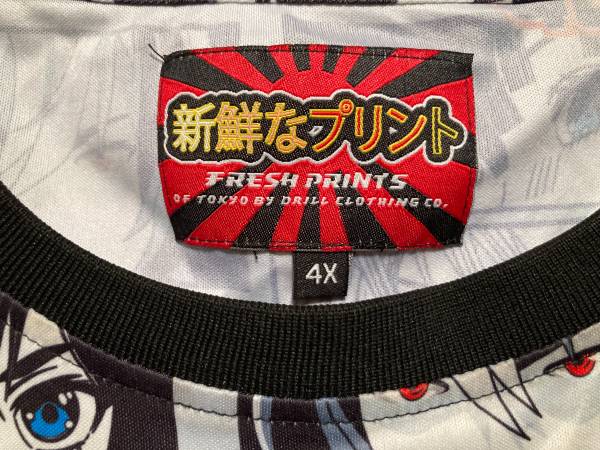 新鮮なプリント
FRESH PRINTS
OF TOKYO BY DRILL CLOTHING CO.
4X